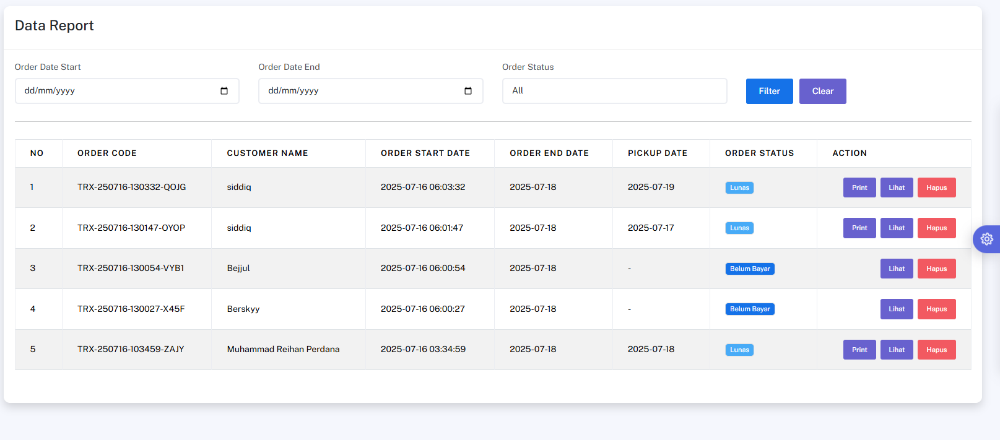 Data Report
Order Date Start Order Date End Order Status
dd/mm/yyyy dd/mm/yyyy All Filter Clear
NO ORDER CODE CUSTOMER NAME ORDER START DATE ORDER END DATE PICKUP DATE ORDER STATUS ACTION
1 TRX-250716-130332-QOJG siddiq 2025-07-16 06:03:32 2025-07-18 2025-07-19 Lunas Print Lihat Hapus
2 TRX-250716-130147-OYOP siddiq 2025-07-16 06:01:47 2025-07-18 2025-07-17 Lunas Print Lihat Hapus
3 TRX-250716-130054-VYB1 Bejjul 2025-07-16 06:00:54 2025-07-18 - Belum Bayar Lihat Hapus
4 TRX-250716-130027-X45F Berskyy 2025-07-16 06:00:27 2025-07-18 - Belum Bayar Lihat Hapus
5 TRX-250716-103459-ZAJY Muhammad Reihan Perdana 2025-07-16 03:34:59 2025-07-18 2025-07-18 Lunas Print Lihat Hapus